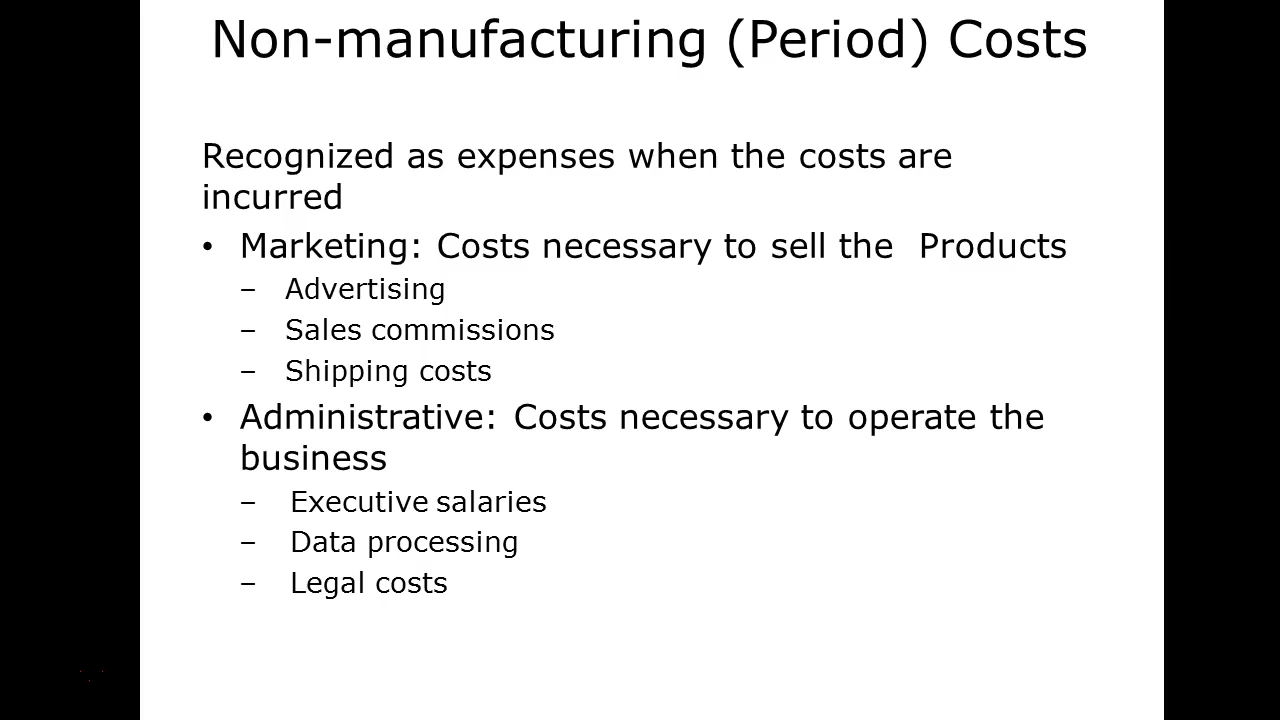 Non-manufacturing (Period) Costs
Recognized as expenses when the costs are
incurred
• Marketing: Costs necessary to sell the  Products
– Advertising
– Sales commissions
– Shipping costs
• Administrative: Costs necessary to operate the
business
– Executive salaries
– Data processing
– Legal costs